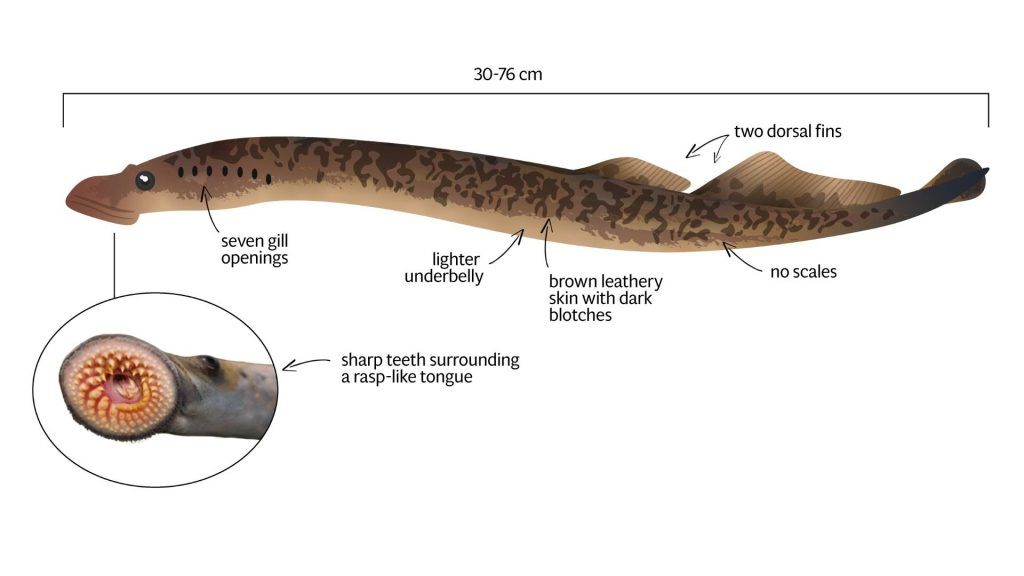 30-76 cm
two dorsal fins
seven gill
openings
lighter
underbelly
brown leathery
skin with dark
blotches
no scales
sharp teeth surrounding
a rasp-like tongue